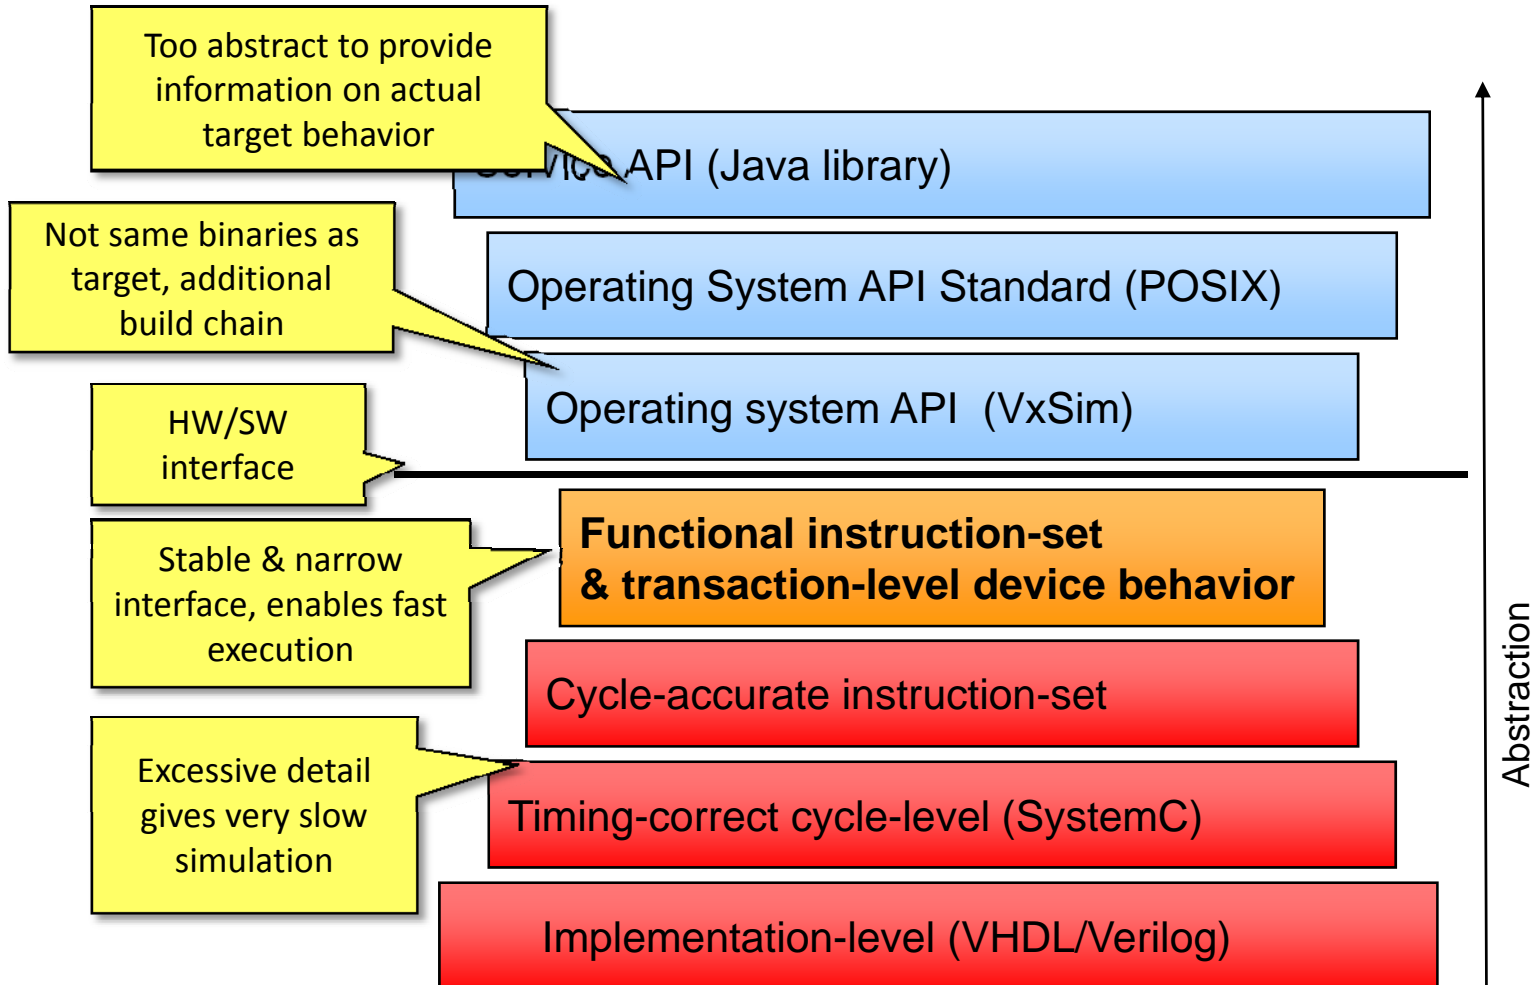 Too abstract to provide
information on actual
target behavior
Service API (Java library)
Not same binaries as
target, additional
build chain
Operating System API Standard (POSIX)
Operating system API (VxSim)
HW/SW
interface
Functional instruction-set
& transaction-level device behavior
Stable & narrow
interface, enables fast
execution
Cycle-accurate instruction-set
Excessive detail
gives very slow
simulation
Timing-correct cycle-level (SystemC)
Implementation-level (VHDL/Verilog)
Abstraction